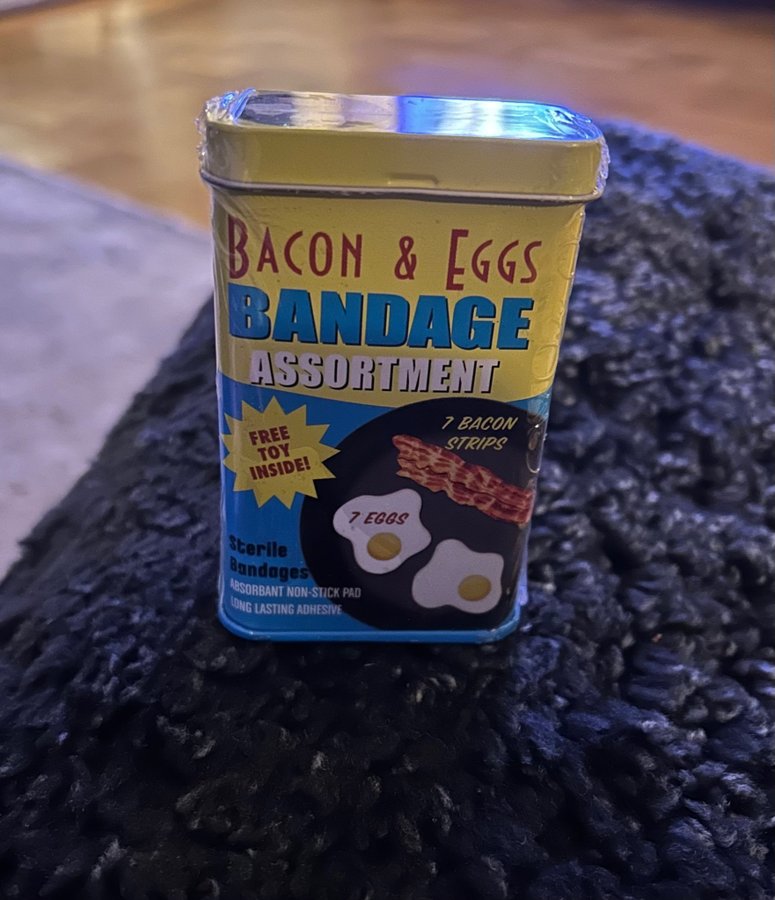 BACON & EGGS
BANDAGE
ASSORTMENT
FREE
TOY
INSIDE!
7 BACON
STRIPS
7 EGGS
Sterile
Bandages
ABSORBANT NON-STICK PAD
LONG LASTING ADHESIVE